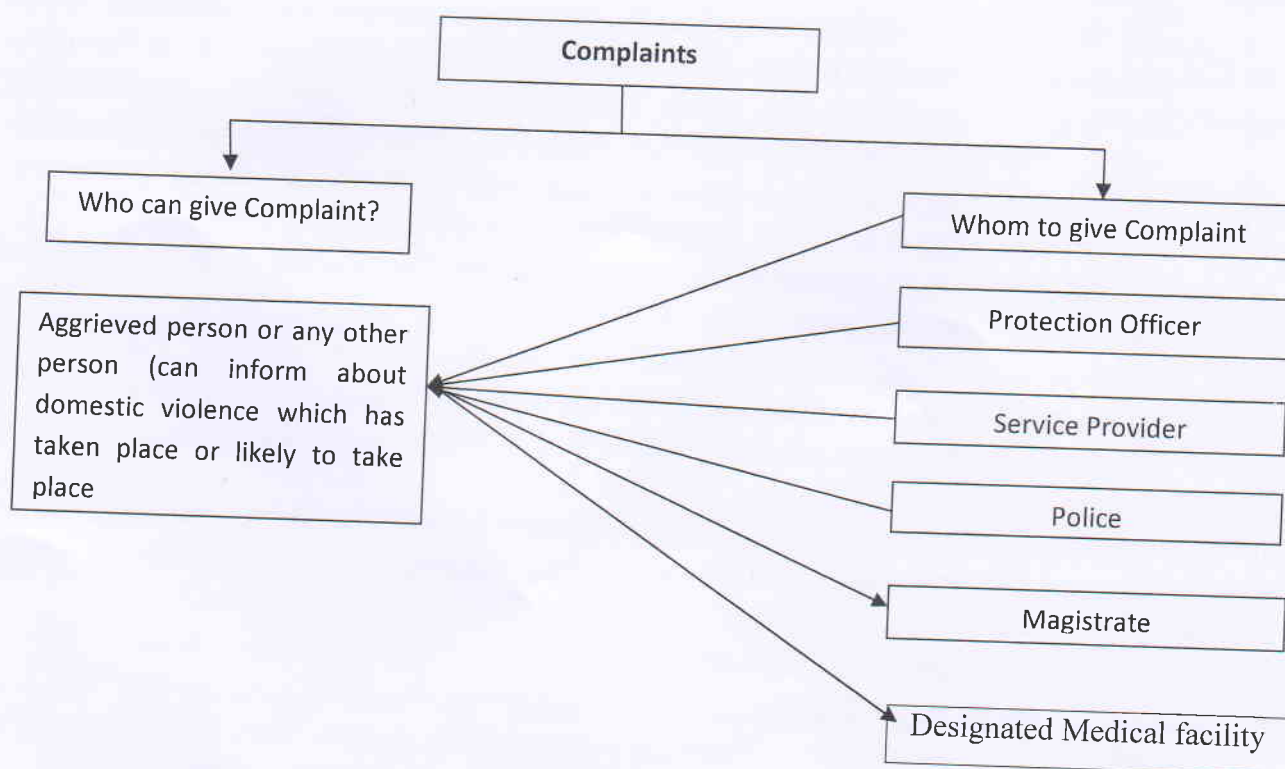 Complaints
Who can give Complaint?
Whom to give Complaint
Aggrieved person or any other
person (can inform about
domestic violence which has
taken place or likely to take
place
Protection Officer
Service Provider
Police
Magistrate
Designated Medical facility